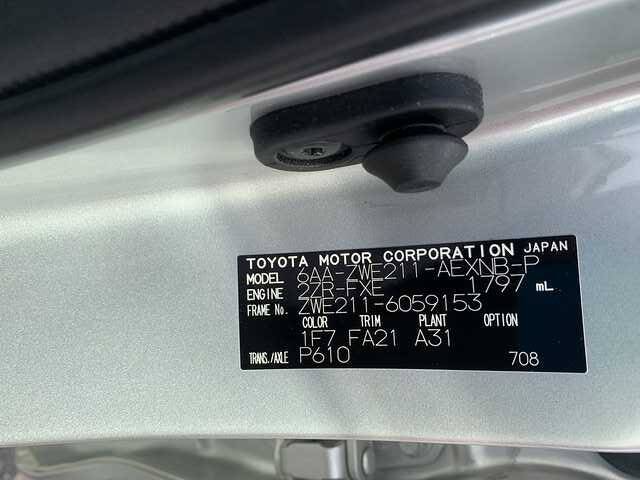 TOYOTA MOTOR CORPORATION JAPAN
MODEL 6AA-ZWE211-AEXNB-P
ENGINE 2ZR-FXE 1797 mL
FRAME No. ZWE211-6059153
COLOR TRIM PLANT OPTION
1F7 FA21 A31
TRANS./AXLE P610 708